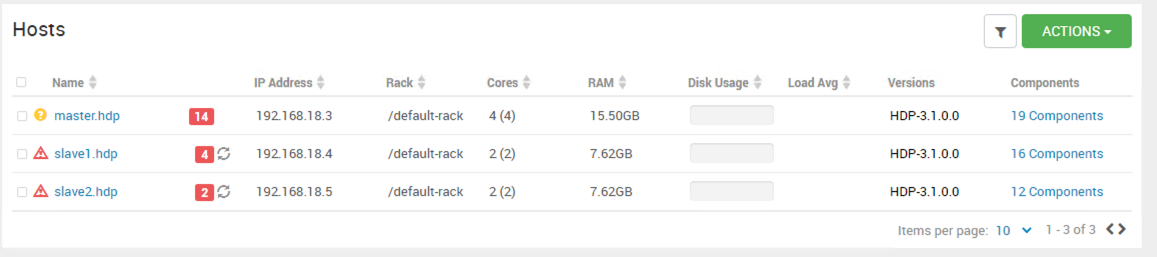 Hosts
ACTIONS
Name IP Address Rack Cores RAM Disk Usage Load Avg Versions Components
? master.hdp 14 192.168.18.3 /default-rack 4 (4) 15.50GB HDP-3.1.0.0 19 Components
slave1.hdp 4 192.168.18.4 /default-rack 2 (2) 7.62GB HDP-3.1.0.0 16 Components
slave2.hdp 2 192.168.18.5 /default-rack 2 (2) 7.62GB HDP-3.1.0.0 12 Components
Items per page: 10 1 - 3 of 3